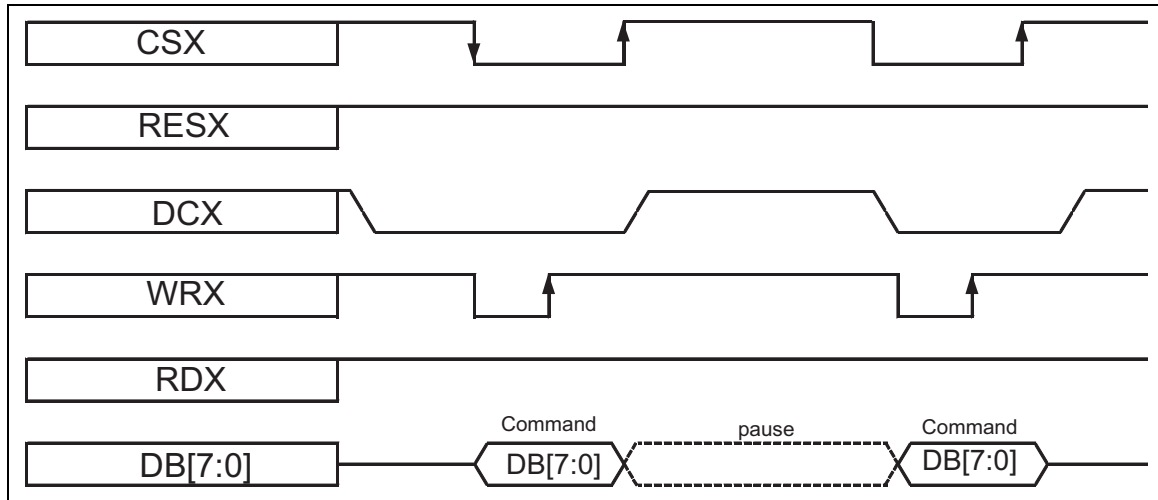 CSX
RESX
DCX
WRX
RDX
Command
pause
Command
DB[7:0]
DB[7:0]
DB[7:0]